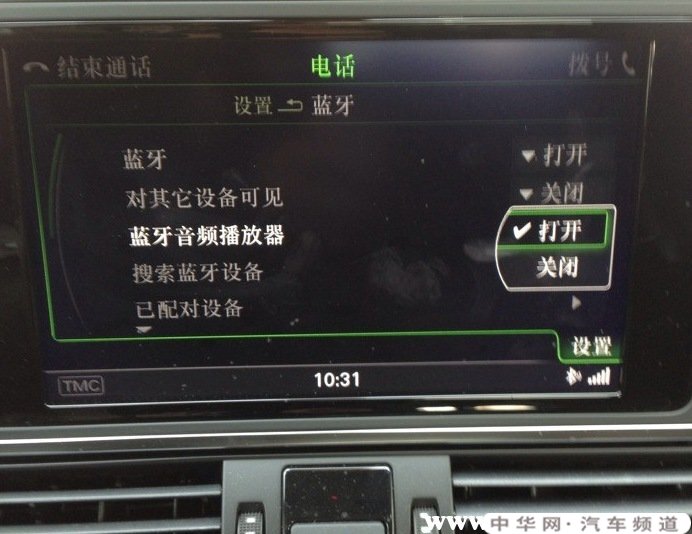 结束通话 电话 拨号
设置 蓝牙
蓝牙 打开
对其它设备可见 关闭
蓝牙音频播放器 打开
搜索蓝牙设备 关闭
已配对设备
设置
TMC 10:31
www 中华网·汽车频道